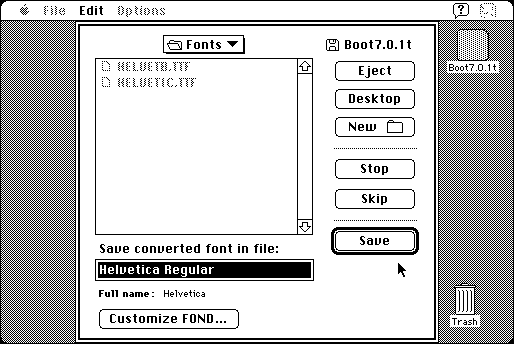 File Edit Options
Fonts
Boot7.0.1t
HELVETB.TTF
HELVETIC.TTF
Eject
Desktop
New
Stop
Skip
Save converted font in file:
Save
Helvetica Regular
Full name: Helvetica
Customize FOND...
Boot7.0.1t
Trash